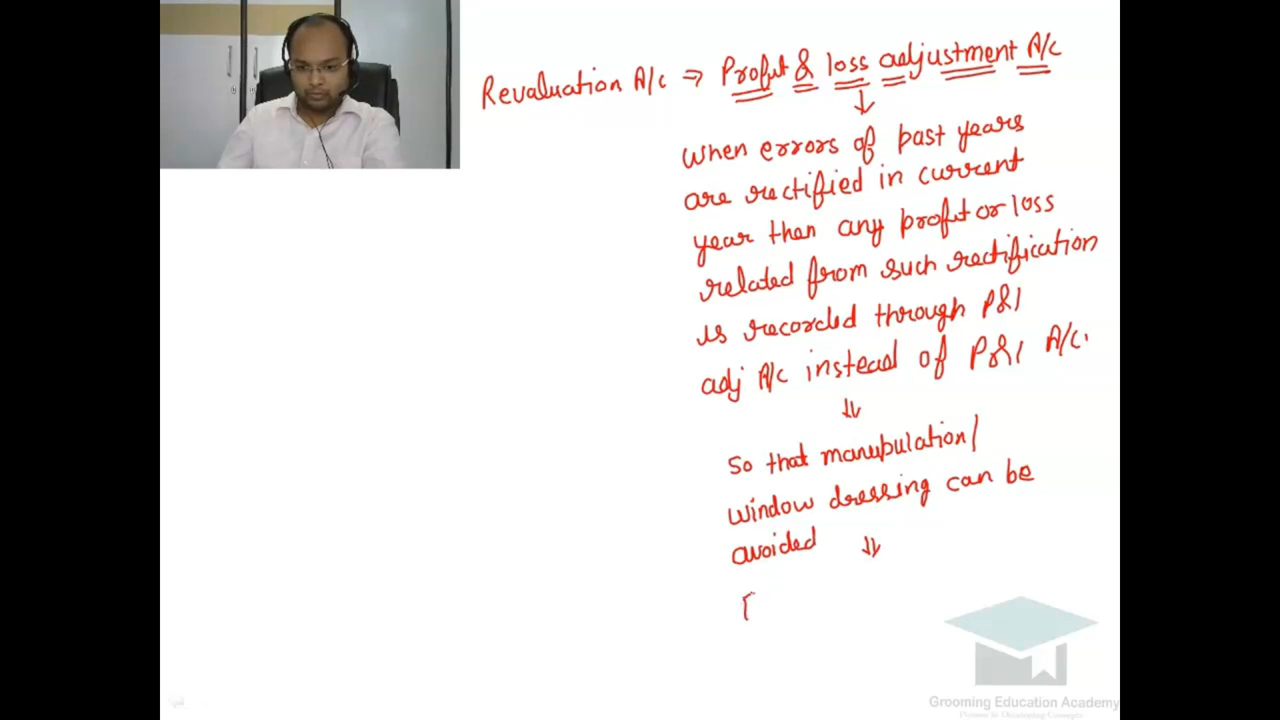 Revaluation A/c ⇒ Profit & loss adjustment A/c
↓
When errors of past years
are rectified in current
year then any profit or loss
related from such rectification
is recorded through P&l
adj A/c instead of P&l A/c.
⇓
So that manupulation/
window dressing can be
avoided ⇓
[
Grooming Education Academy